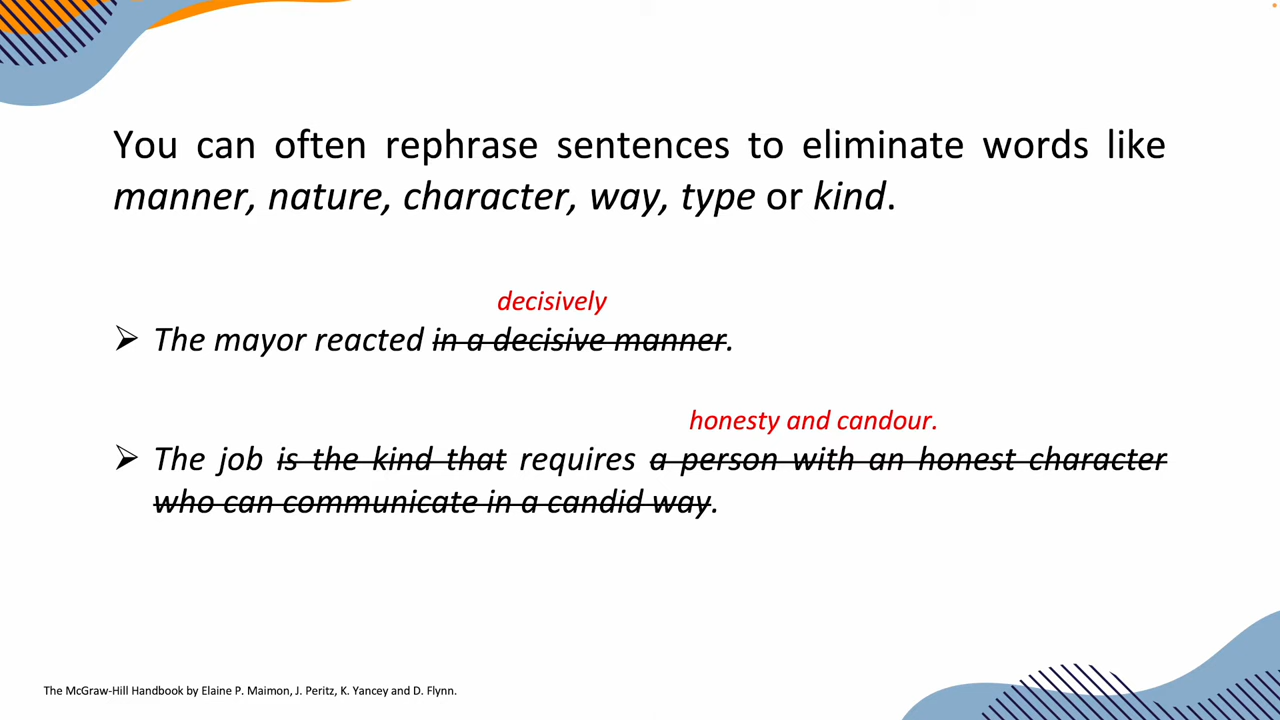 You can often rephrase sentences to eliminate words like
manner, nature, character, way, type or kind.
decisively
➢ The mayor reacted in a decisive manner.
honesty and candour.
➢ The job is the kind that requires a person with an honest character
who can communicate in a candid way.
The McGraw-Hill Handbook by Elaine P. Maimon, J. Peritz, K. Yancey and D. Flynn.